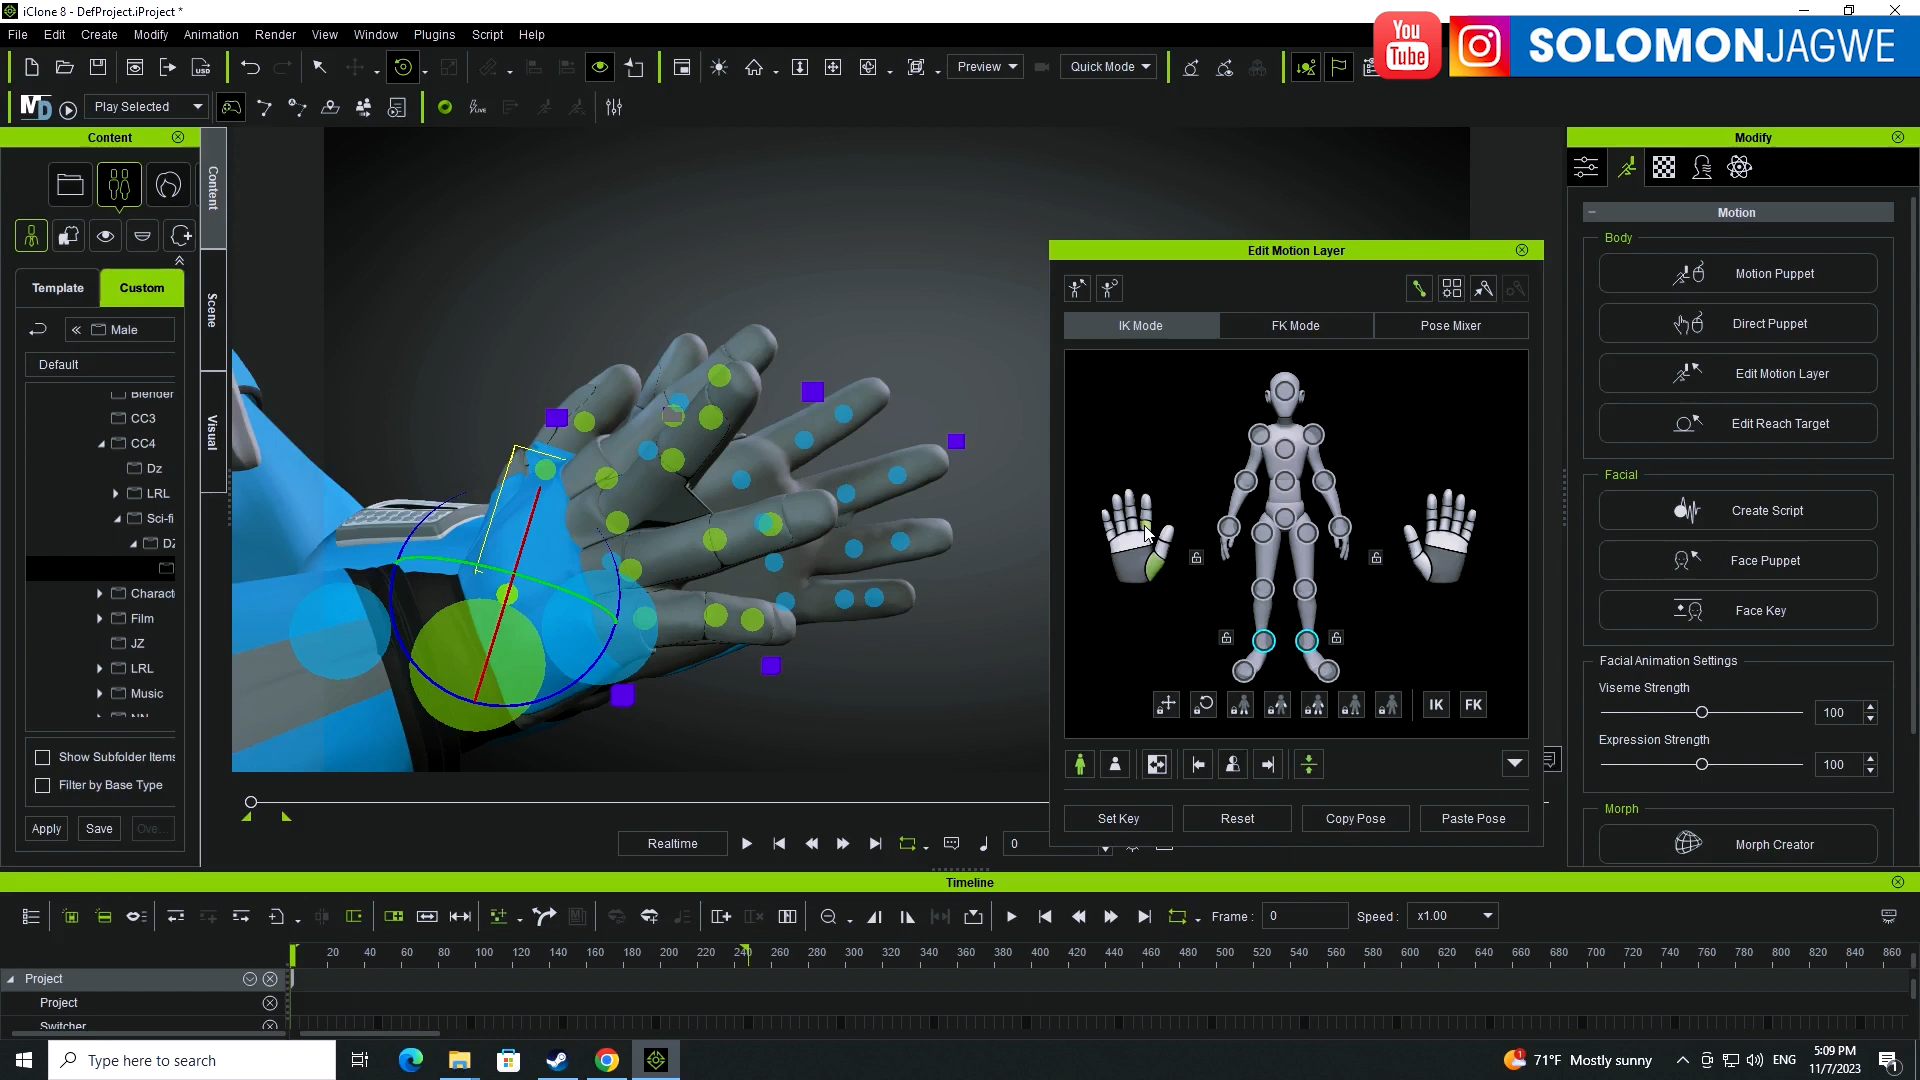 iClone 8 - DefProject.iProject *
File Edit Create Modify Animation Render View Window Plugins Script Help
You
Tube
SOLOMONJAGWE
Preview
Quick Mode
MD
Play Selected
LIVE
Content
Content
Scene
Visual
Template
Custom
Male
Default
Blender
CC3
CC4
Dz
LRL
Sci-fi
DZ
Charact
Film
JZ
LRL
Music
Show Subfolder Items
Filter by Base Type
Apply
Save
Ove...
Edit Motion Layer
IK Mode
FK Mode
Pose Mixer
IK
FK
Set Key
Reset
Copy Pose
Paste Pose
Realtime
0
Modify
Motion
Body
Motion Puppet
Direct Puppet
Edit Motion Layer
Edit Reach Target
Facial
Create Script
Face Puppet
Face Key
Facial Animation Settings
Viseme Strength
100
Expression Strength
100
Morph
Morph Creator
Timeline
Frame :
0
Speed :
x1.00
20 40 60 80 100 120 140 160 180 200 220 240 260 280 300 320 340 360 380 400 420 440 460 480 500 520 540 560 580 600 620 640 660 680 700 720 740 760 780 800 820 840 860
Project
Project
Switcher
Type here to search
1
71°F Mostly sunny
ENG
5:09 PM
11/7/2023
1